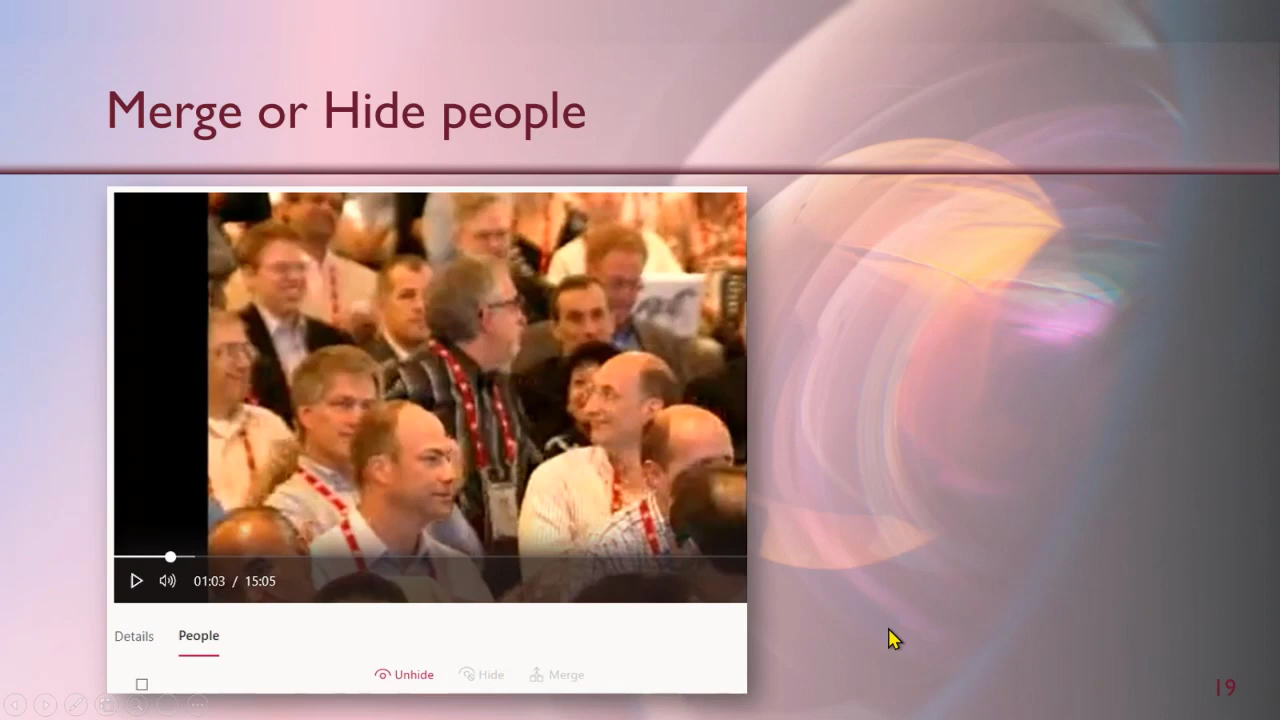 Merge or Hide people
01:03 / 15:05
Details People
Unhide Hide Merge
19